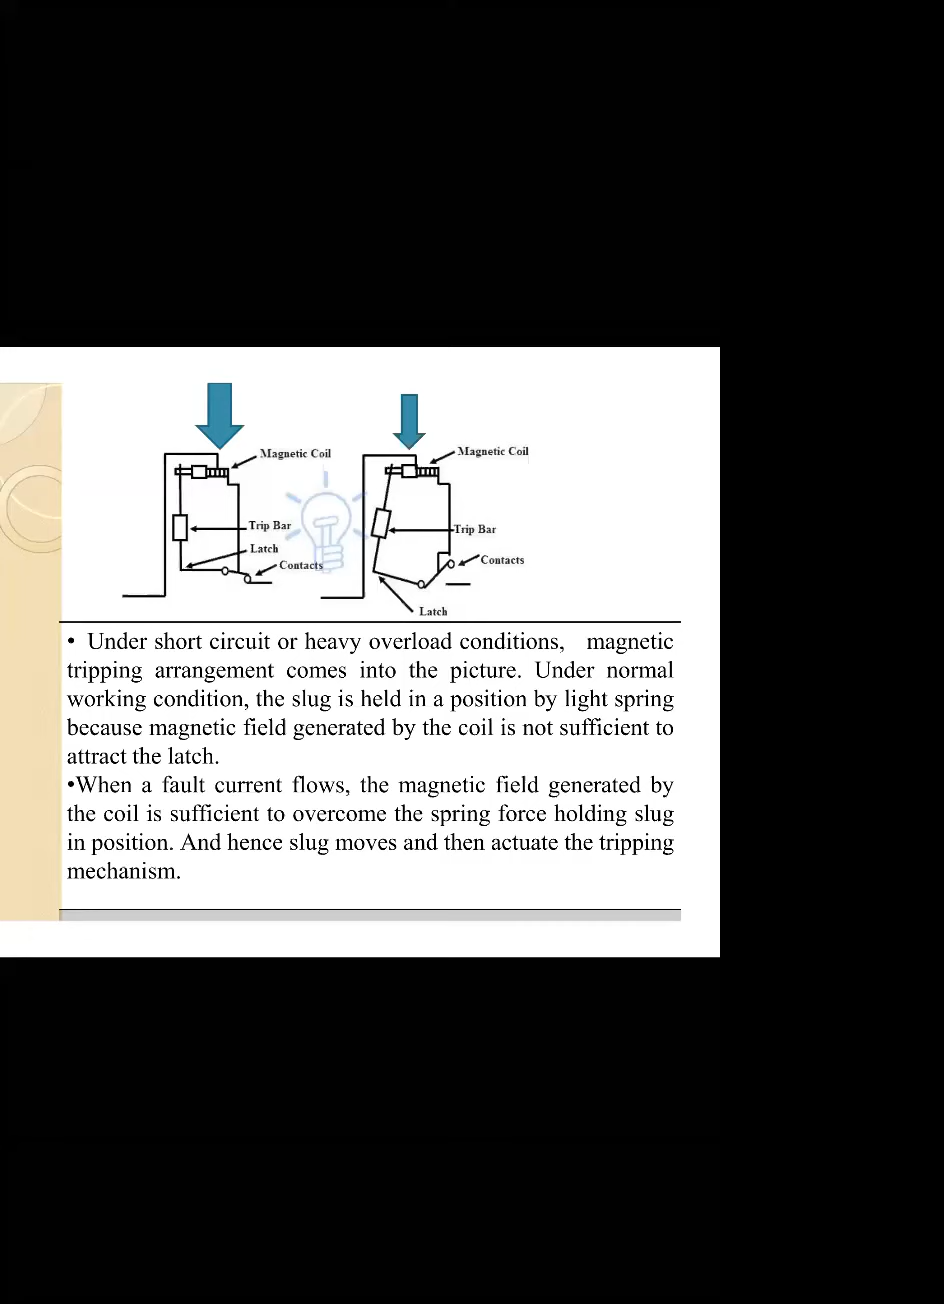 Magnetic Coil
Trip Bar
Latch
Contacts
Magnetic Coil
Trip Bar
Contacts
Latch
• Under short circuit or heavy overload conditions, magnetic
tripping arrangement comes into the picture. Under normal
working condition, the slug is held in a position by light spring
because magnetic field generated by the coil is not sufficient to
attract the latch.
•When a fault current flows, the magnetic field generated by
the coil is sufficient to overcome the spring force holding slug
in position. And hence slug moves and then actuate the tripping
mechanism.